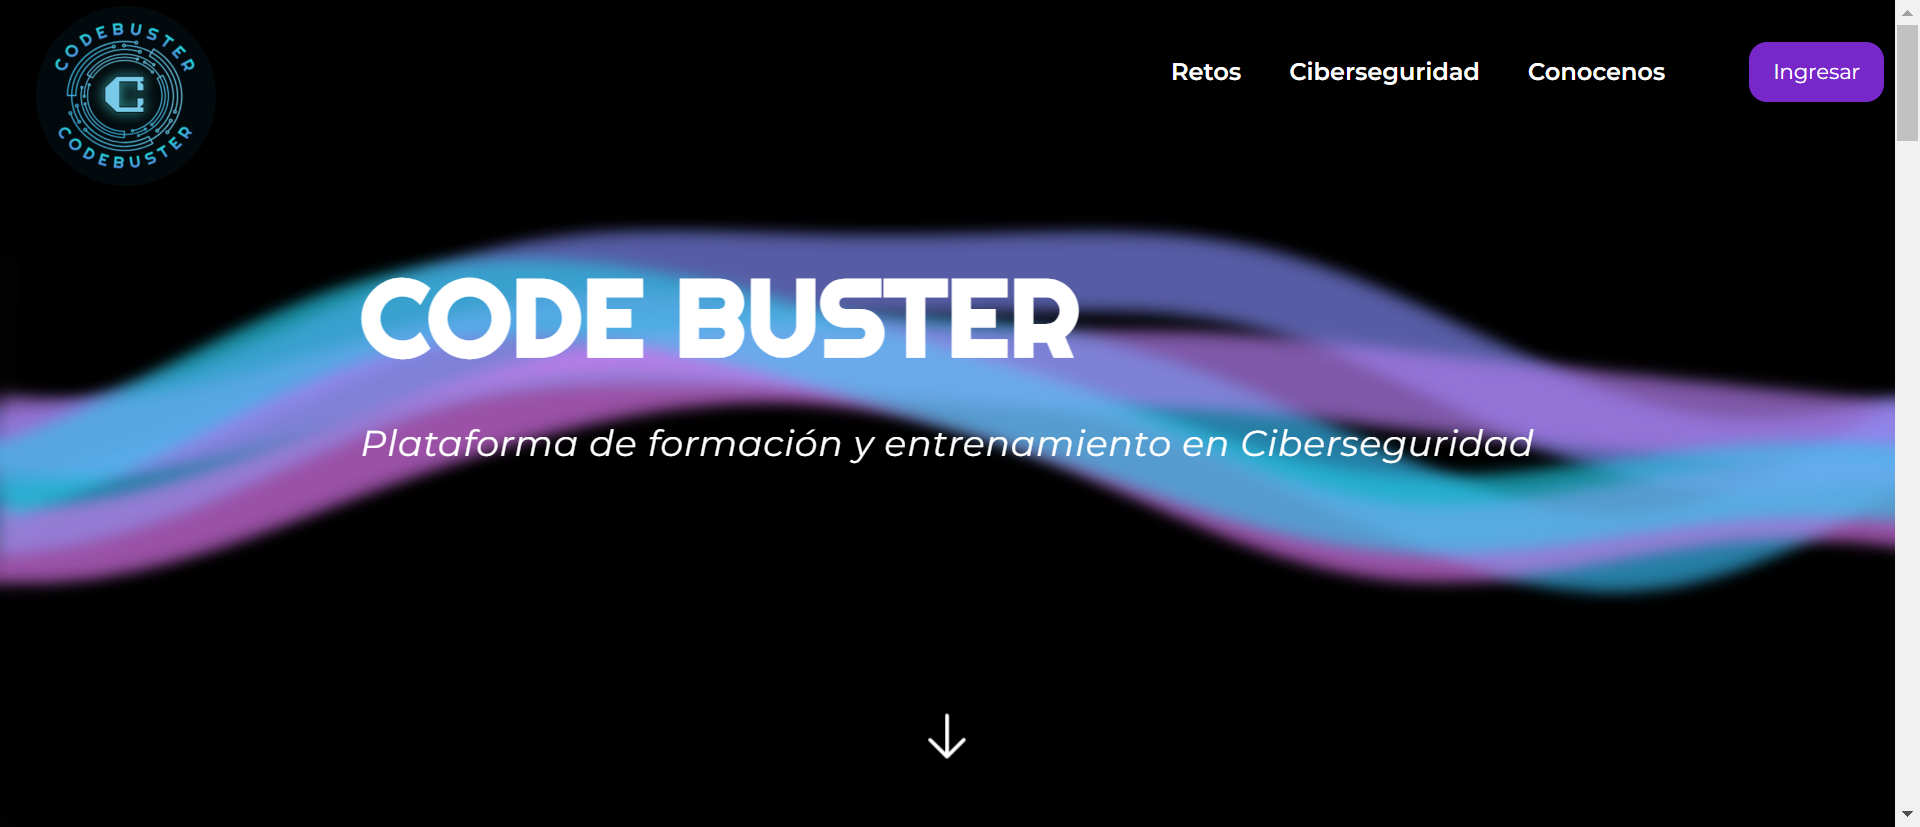 CODEBUSTER
C
CODEBUSTER
Retos Ciberseguridad Conocenos Ingresar
CODE BUSTER
Plataforma de formación y entrenamiento en Ciberseguridad